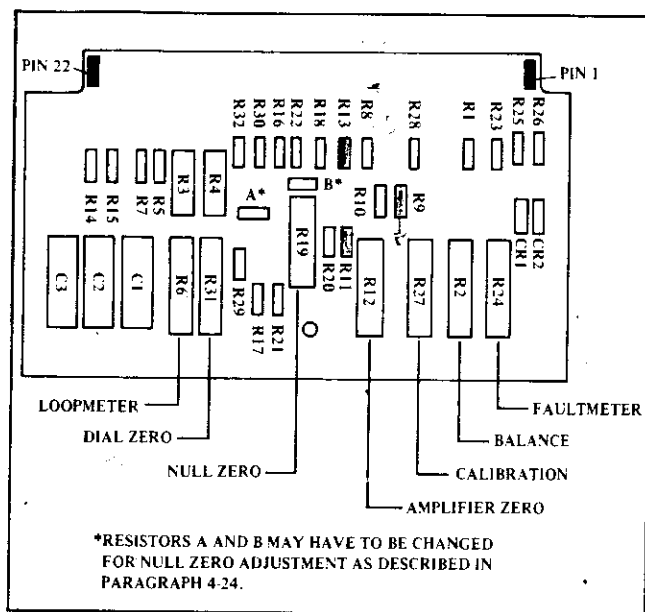 PIN 22
PIN 1
R32
R30
R16
R22
R18
R13
R8
R28
R1
R23
R25
R26
R14
R15
R7
R5
R3
R4
A*
B*
R10
R9
CR1
CR2
C3
C2
C1
R6
R31
R29
R17
R21
R19
R20
R11
R12
R27
R2
R24
LOOPMETER
DIAL ZERO
NULL ZERO
FAULTMETER
BALANCE
CALIBRATION
AMPLIFIER ZERO
*RESISTORS A AND B MAY HAVE TO BE CHANGED
FOR NULL ZERO ADJUSTMENT AS DESCRIBED IN
PARAGRAPH 4-24.